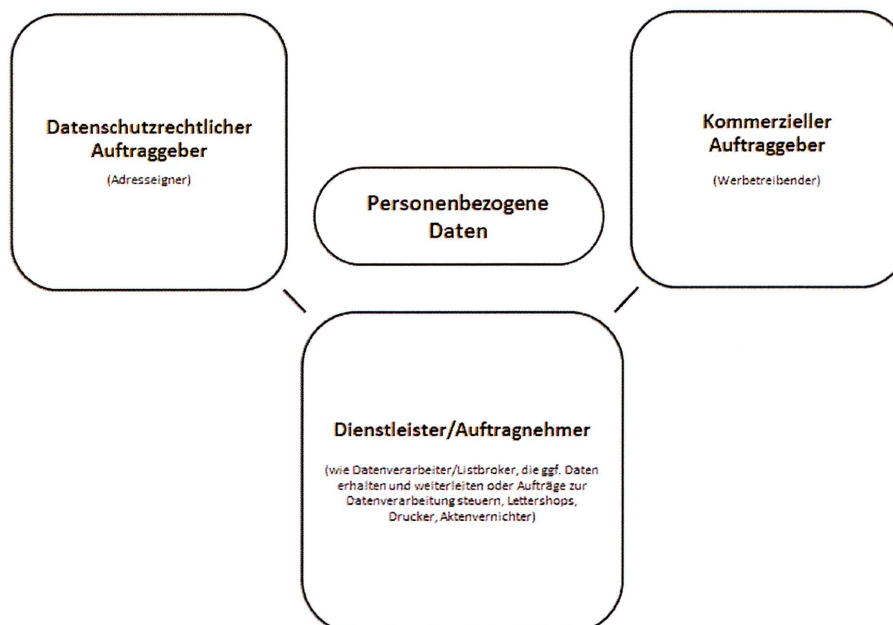 Datenschutzrechtlicher
Auftraggeber
(Adresseigner)
Kommerzieller
Auftraggeber
(Werbetreibender)
Personenbezogene
Daten
Dienstleister/Auftragnehmer
(wie Datenverarbeiter/Listbroker, die ggf. Daten
erhalten und weiterleiten oder Aufträge zur
Datenverarbeitung steuern, Lettershops,
Drucker, Aktenvernichter)